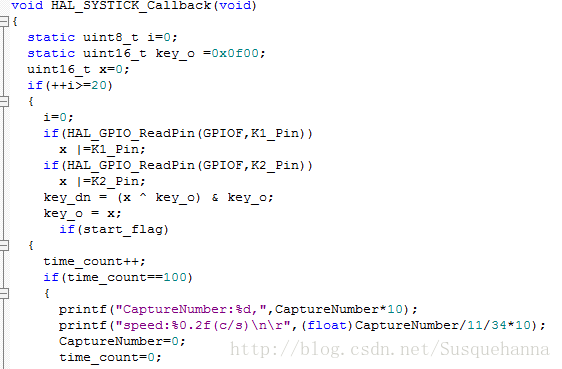 void HAL_SYSTICK_Callback(void)
{
static uint8_t i=0;
static uint16_t key_o =0x0f00;
uint16_t x=0;
if(++i>=20)
{
i=0;
if(HAL_GPIO_ReadPin(GPIOF,K1_Pin))
x |=K1_Pin;
if(HAL_GPIO_ReadPin(GPIOF,K2_Pin))
x |=K2_Pin;
key_dn = (x ^ key_o) & key_o;
key_o = x;
if(start_flag)
{
time_count++;
if(time_count==100)
{
printf("CaptureNumber:%d,",CaptureNumber*10);
printf("speed:%0.2f(c/s)\n\r",(float)CaptureNumber/11/34*10);
CaptureNumber=0;
time_count=0;
http://blog.csdn.net/Susquehanna